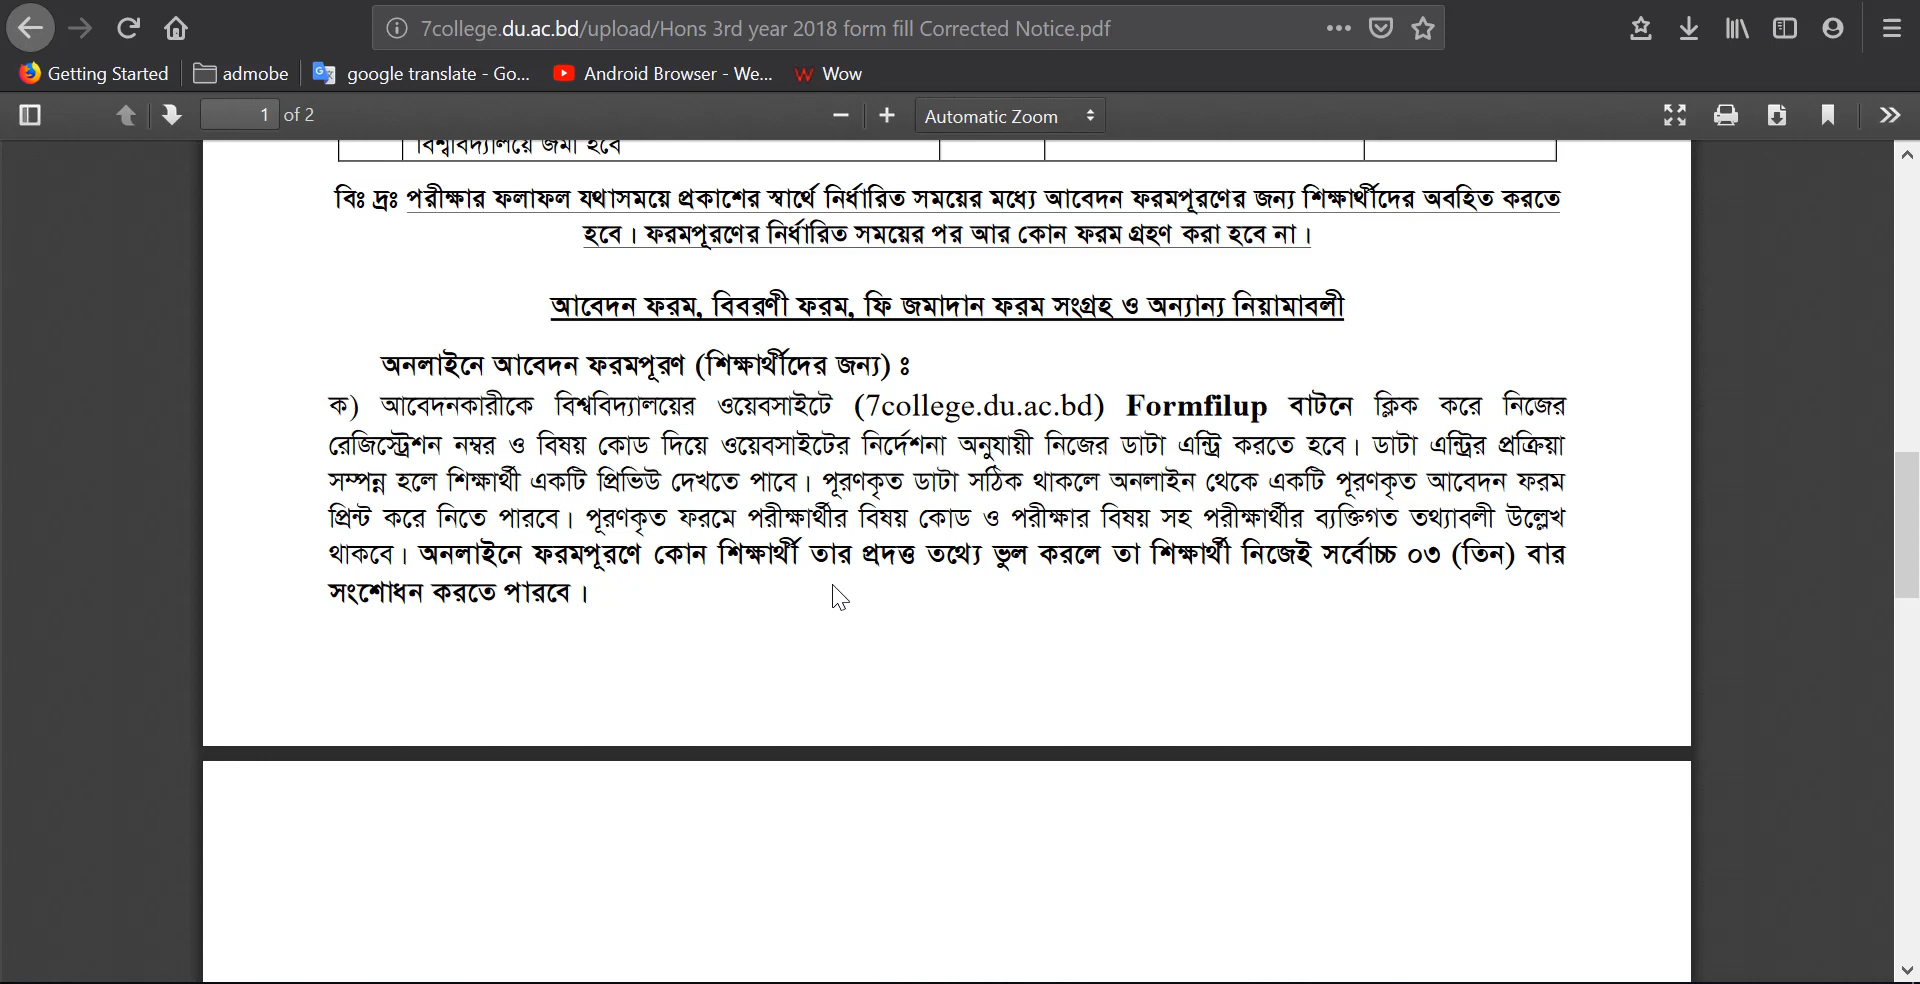 7college.du.ac.bd/upload/Hons 3rd year 2018 form fill Corrected Notice.pdf
Getting Started admobe google translate - Go... Android Browser - We... Wow
1 of 2 Automatic Zoom
বিশ্ববিদ্যালয়ে জমা হবে
বিঃ দ্রঃ পরীক্ষার ফলাফল যথাসময়ে প্রকাশের স্বার্থে নির্ধারিত সময়ের মধ্যে আবেদন ফরমপূরণের জন্য শিক্ষার্থীদের অবহিত করতে
হবে। ফরমপূরণের নির্ধারিত সময়ের পর আর কোন ফরম গ্রহণ করা হবে না।
আবেদন ফরম, বিবরণী ফরম, ফি জমাদান ফরম সংগ্রহ ও অন্যান্য নিয়ামাবলী
অনলাইনে আবেদন ফরমপূরণ (শিক্ষার্থীদের জন্য) ঃ
ক) আবেদনকারীকে বিশ্ববিদ্যালয়ের ওয়েবসাইটে (7college.du.ac.bd) Formfilup বাটনে ক্লিক করে নিজের
রেজিস্ট্রেশন নম্বর ও বিষয় কোড দিয়ে ওয়েবসাইটের নির্দেশনা অনুযায়ী নিজের ডাটা এন্ট্রি করতে হবে। ডাটা এন্ট্রির প্রক্রিয়া
সম্পন্ন হলে শিক্ষার্থী একটি প্রিভিউ দেখতে পাবে। পূরণকৃত ডাটা সঠিক থাকলে অনলাইন থেকে একটি পূরণকৃত আবেদন ফরম
প্রিন্ট করে নিতে পারবে। পূরণকৃত ফরমে পরীক্ষার্থীর বিষয় কোড ও পরীক্ষার বিষয় সহ পরীক্ষার্থীর ব্যক্তিগত তথ্যাবলী উল্লেখ
থাকবে। অনলাইনে ফরমপূরণে কোন শিক্ষার্থী তার প্রদত্ত তথ্যে ভুল করলে তা শিক্ষার্থী নিজেই সর্বোচ্চ ০৩ (তিন) বার
সংশোধন করতে পারবে।